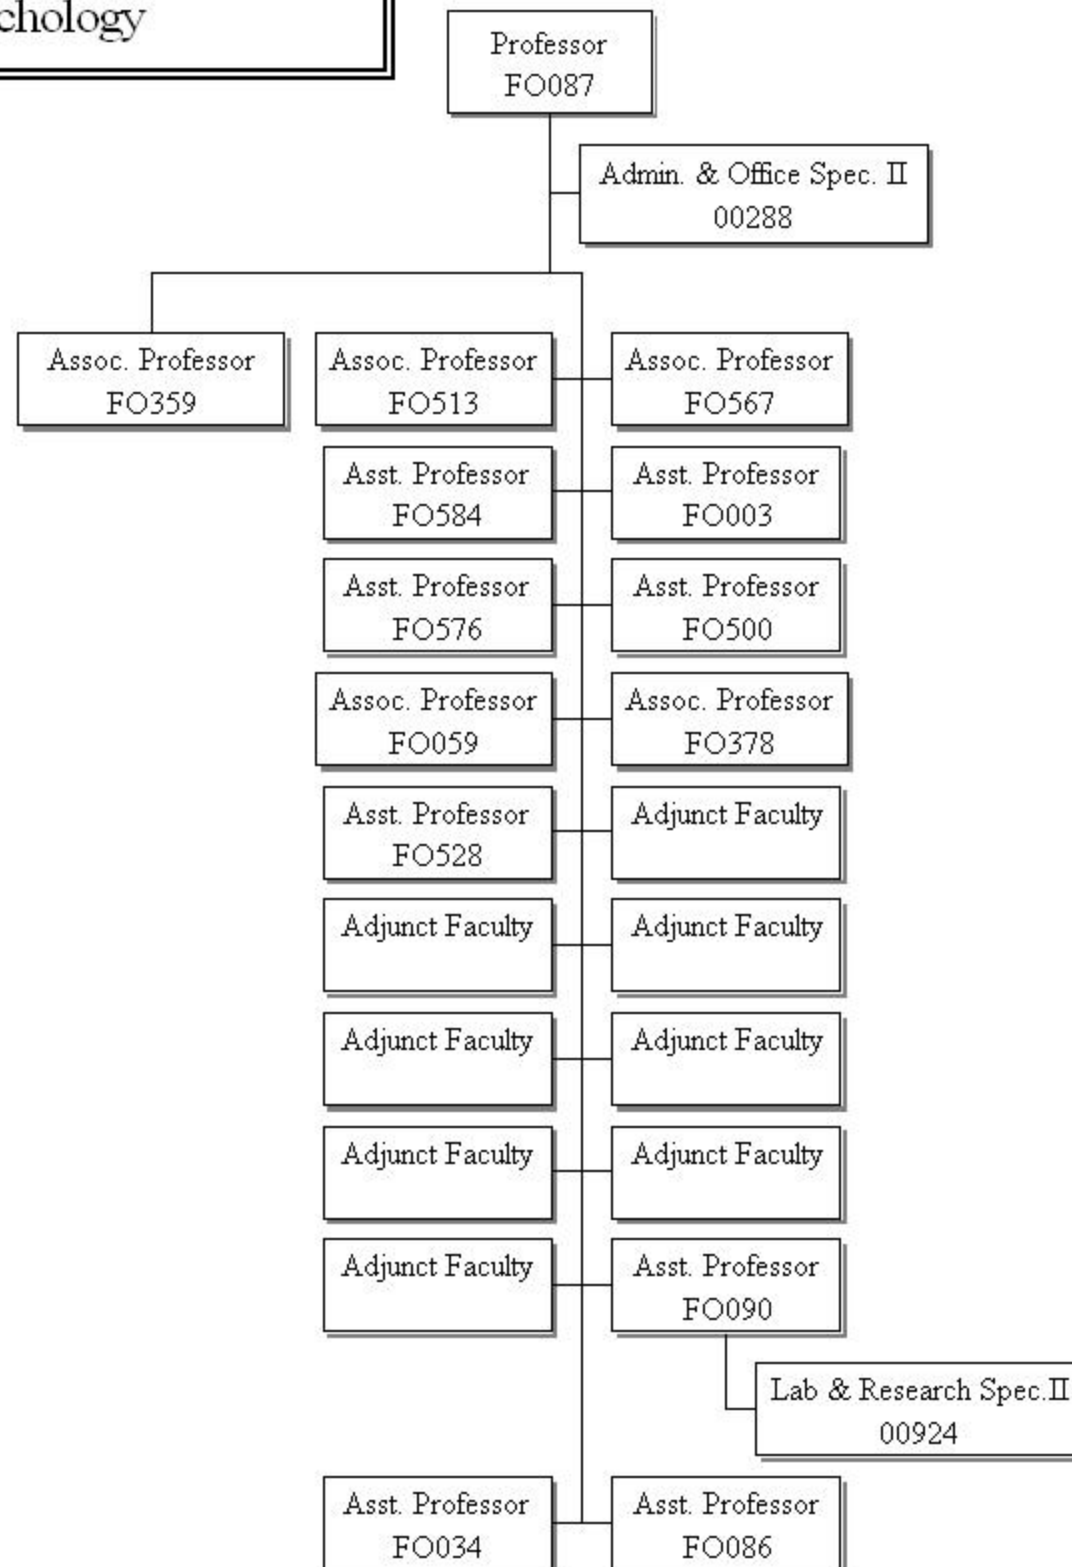 chology
Professor
FO087
Admin. & Office Spec. II
00288
Assoc. Professor
FO359
Assoc. Professor
FO513
Assoc. Professor
FO567
Asst. Professor
FO584
Asst. Professor
FO003
Asst. Professor
FO576
Asst. Professor
FO500
Assoc. Professor
FO059
Assoc. Professor
FO378
Asst. Professor
FO528
Adjunct Faculty
Adjunct Faculty
Adjunct Faculty
Adjunct Faculty
Adjunct Faculty
Adjunct Faculty
Adjunct Faculty
Adjunct Faculty
Asst. Professor
FO090
Lab & Research Spec.II
00924
Asst. Professor
FO034
Asst. Professor
FO086